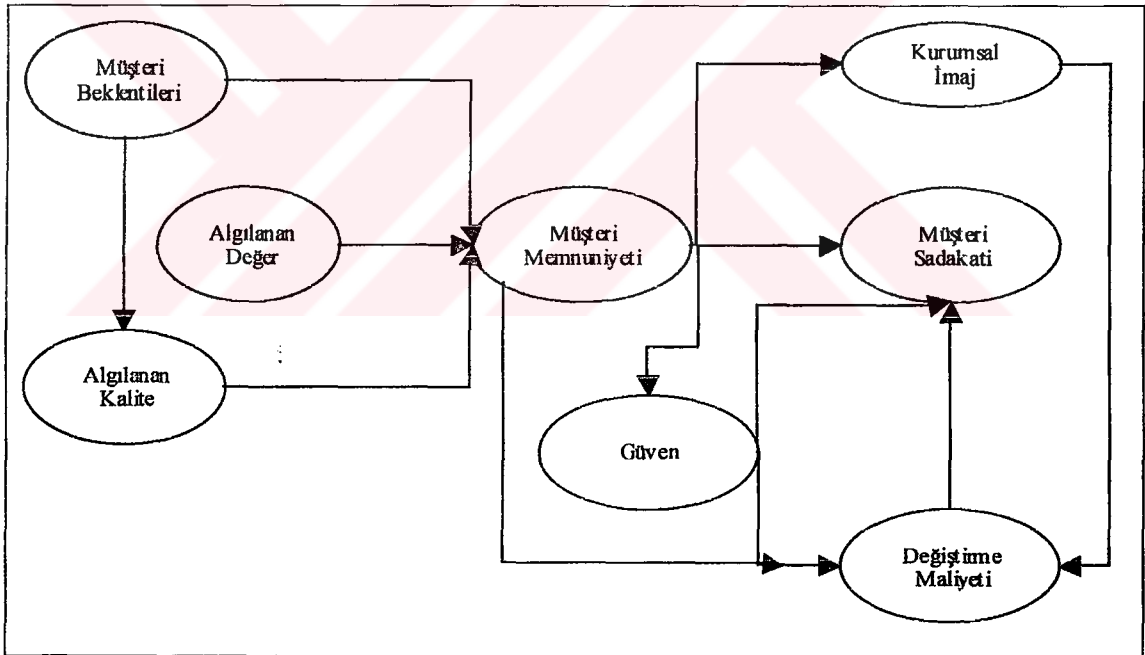 Müşteri
Beklentileri
Kurumsal
İmaj
Algılanan
Değer
Müşteri
Memnuniyeti
Müşteri
Sadakati
Algılanan
Kalite
Güven
Değiştirme
Maliyeti